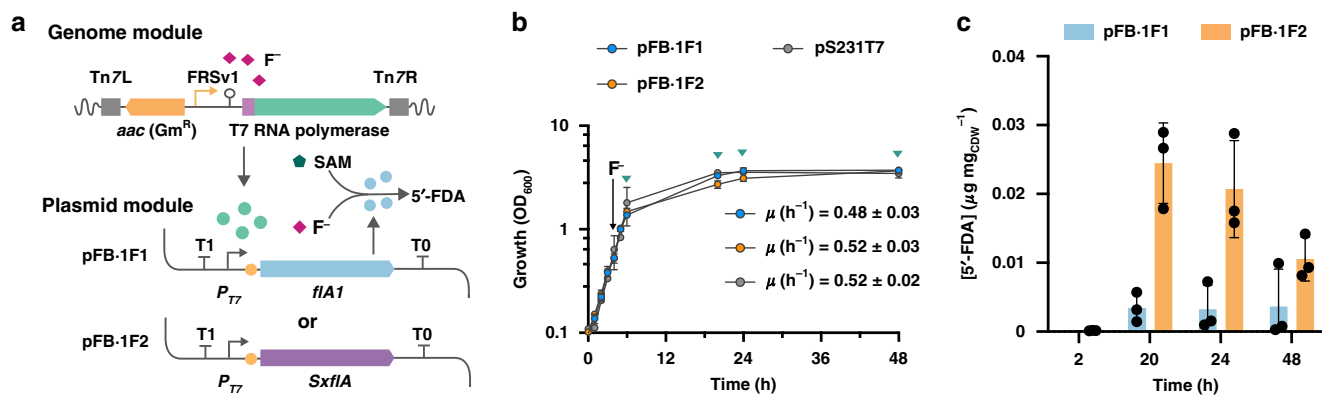 a
Genome module
F⁻
Tn7L
FRSv1
Tn7R
aac (Gmᴿ)
T7 RNA polymerase
SAM
5′-FDA
F⁻
Plasmid module
pFB·1F1
T1
T0
P_T7
flA1
or
pFB·1F2
T1
T0
P_T7
SxflA
b
pFB·1F1
pS231T7
pFB·1F2
Growth (OD₆₀₀)
10
1
0.1
F⁻
μ (h⁻¹) = 0.48 ± 0.03
μ (h⁻¹) = 0.52 ± 0.03
μ (h⁻¹) = 0.52 ± 0.02
0 12 24 36 48
Time (h)
c
pFB·1F1
pFB·1F2
[5′-FDA] (μg mg_CDW⁻¹)
0.04
0.03
0.02
0.01
0
2 20 24 48
Time (h)